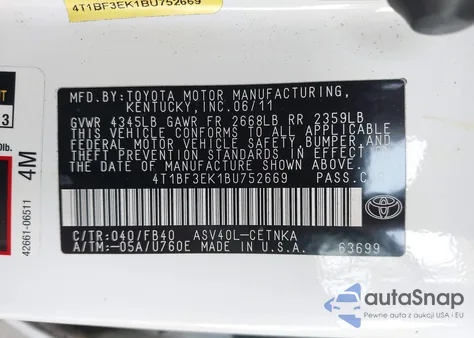 4T1BF3EK1BU752669
MFD.BY:TOYOTA MOTOR MANUFACTURING,
KENTUCKY,INC.06/11
GVWR 4345LB GAWR FR 2668LB RR 2359LB
THIS VEHICLE CONFORMS TO ALL APPLICABLE
FEDERAL MOTOR VEHICLE SAFETY,BUMPER,AND
THEFT PREVENTION STANDARDS IN EFFECT ON
THE DATE OF MANUFACTURE SHOWN ABOVE.
4T1BF3EK1BU752669 PASS.CAR
C/TR:040/FB40 ASV40L-CETNKA
A/TM:-05A/U760E MADE IN U.S.A. 63699
4M
42661-06511
3
0lb.
autoSnap
Pewne auta z aukcji USA i EU